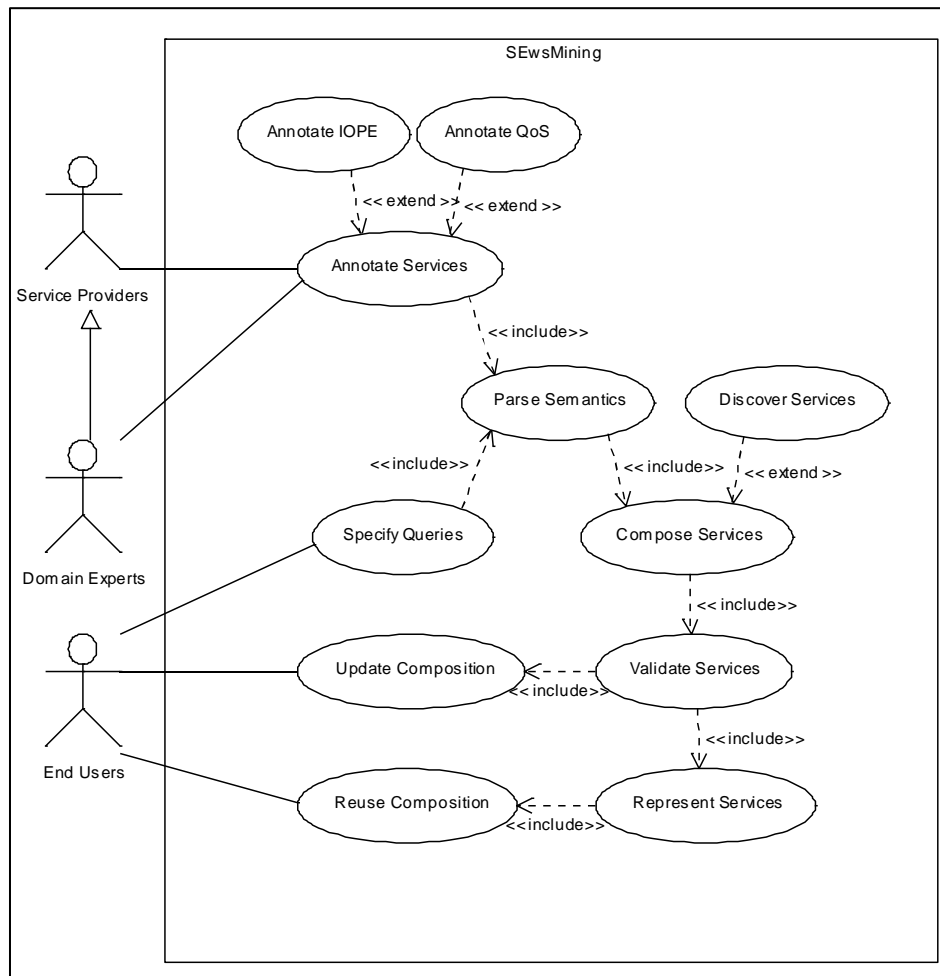 SEwsMining
Annotate IOPE
Annotate QoS
<< extend >>
<< extend >>
Annotate Services
Service Providers
<< include>>
Parse Semantics
Discover Services
<<include>>
<< include>>
<< extend >>
Specify Queries
Compose Services
Domain Experts
<< include>>
Update Composition
Validate Services
<<include>>
<<include>>
End Users
Reuse Composition
Represent Services
<<include>>